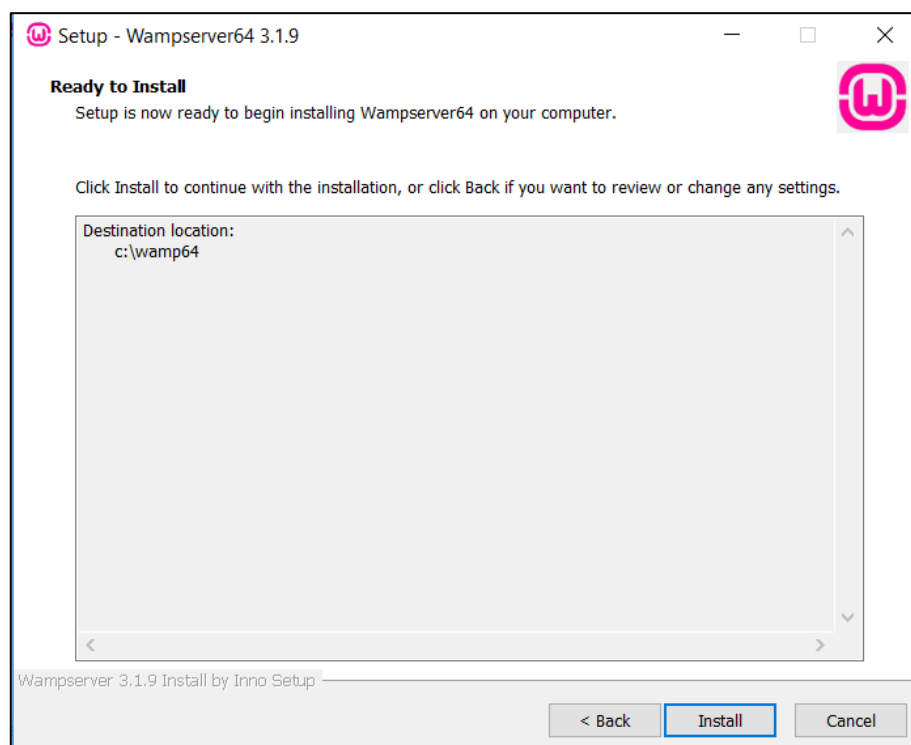 Setup - Wampserver64 3.1.9
Ready to Install
Setup is now ready to begin installing Wampserver64 on your computer.
Click Install to continue with the installation, or click Back if you want to review or change any settings.
Destination location:
c:\wamp64
Wampserver 3.1.9 Install by Inno Setup
< Back Install Cancel